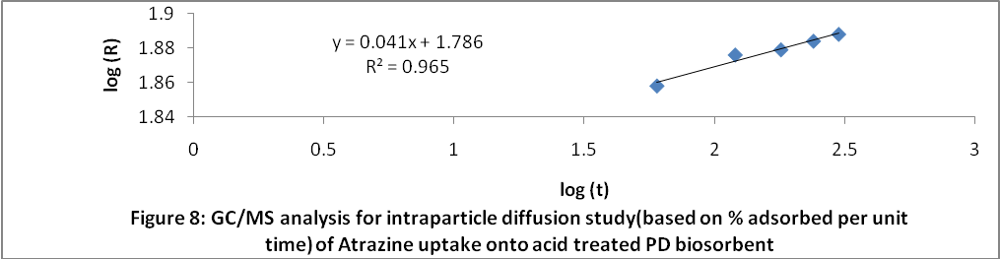 1.9
1.88
1.86
1.84
log (R)
y = 0.041x + 1.786
R² = 0.965
0 0.5 1 1.5 2 2.5 3
log (t)
Figure 8: GC/MS analysis for intraparticle diffusion study(based on % adsorbed per unit
time) of Atrazine uptake onto acid treated PD biosorbent